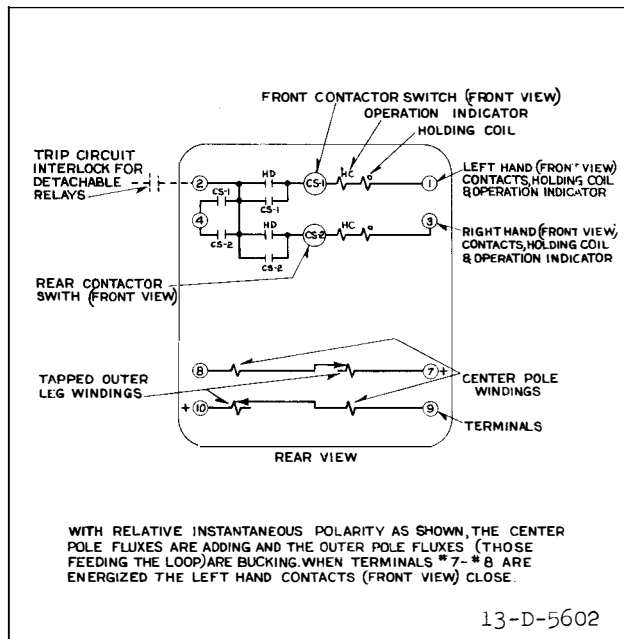 FRONT CONTACTOR SWITCH (FRONT VIEW)
OPERATION INDICATOR
HOLDING COIL
TRIP CIRCUIT
INTERLOCK FOR
DETACHABLE
RELAYS
2
HD
CS-1
HC
O
1
LEFT HAND (FRONT VIEW)
CONTACTS, HOLDING COIL
& OPERATION INDICATOR
CS-1
CS-1
4
3
CS-2
HD
CS-2
HC
O
RIGHT HAND (FRONT VIEW)
CONTACTS, HOLDING COIL
& OPERATION INDICATOR
CS-2
REAR CONTACTOR
SWITH (FRONT VIEW)
8
7 +
TAPPED OUTER
LEG WINDINGS
CENTER POLE
WINDINGS
+ 10
9
TERMINALS
REAR VIEW
WITH RELATIVE INSTANTANEOUS POLARITY AS SHOWN, THE CENTER
POLE FLUXES ARE ADDING AND THE OUTER POLE FLUXES (THOSE
FEEDING THE LOOP) ARE BUCKING. WHEN TERMINALS #7-#8 ARE
ENERGIZED THE LEFT HAND CONTACTS (FRONT VIEW) CLOSE.
13-D-5602